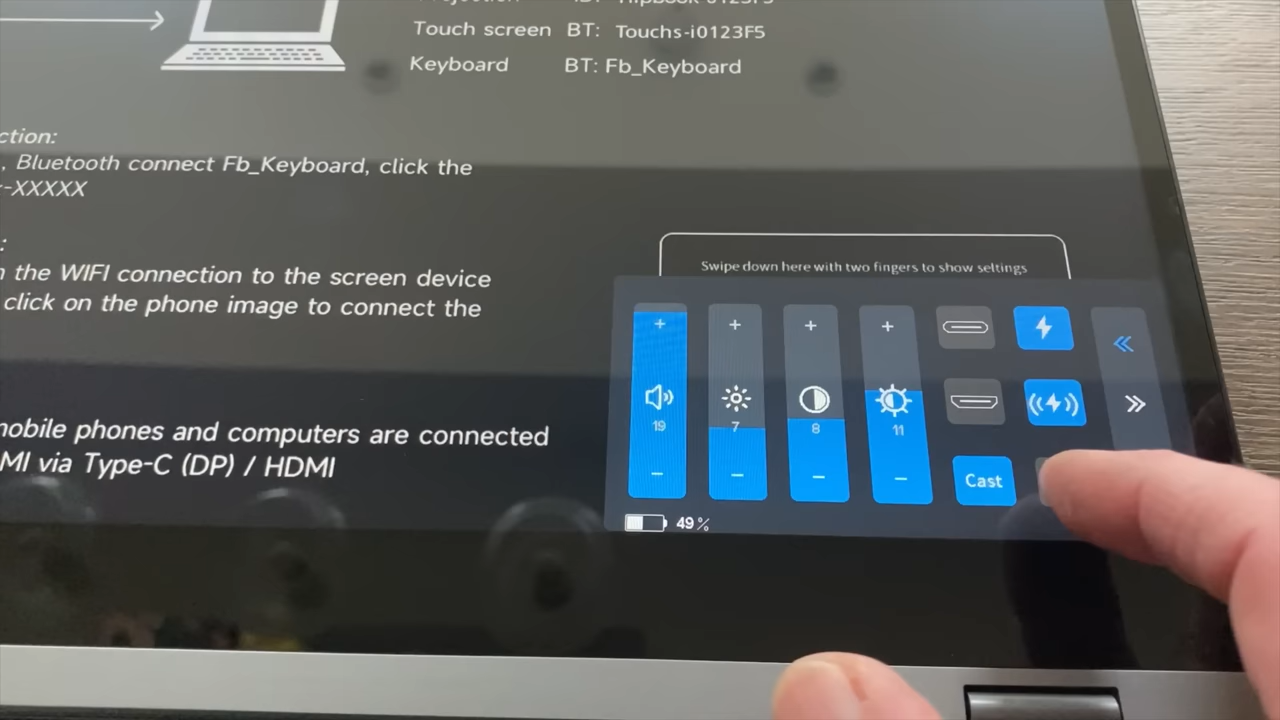 Touch screen BT: Touchs-i0123F5
Keyboard BT: Fb_Keyboard
ction:
, Bluetooth connect Fb_Keyboard, click the
-XXXXX
:
the WIFI connection to the screen device
click on the phone image to connect the
Swipe down here with two fingers to show seltings
+ + + +
19 7 8 11
- - - -
Cast
49%
nobile phones and computers are connected
MI via Type-C (DP) / HDMI